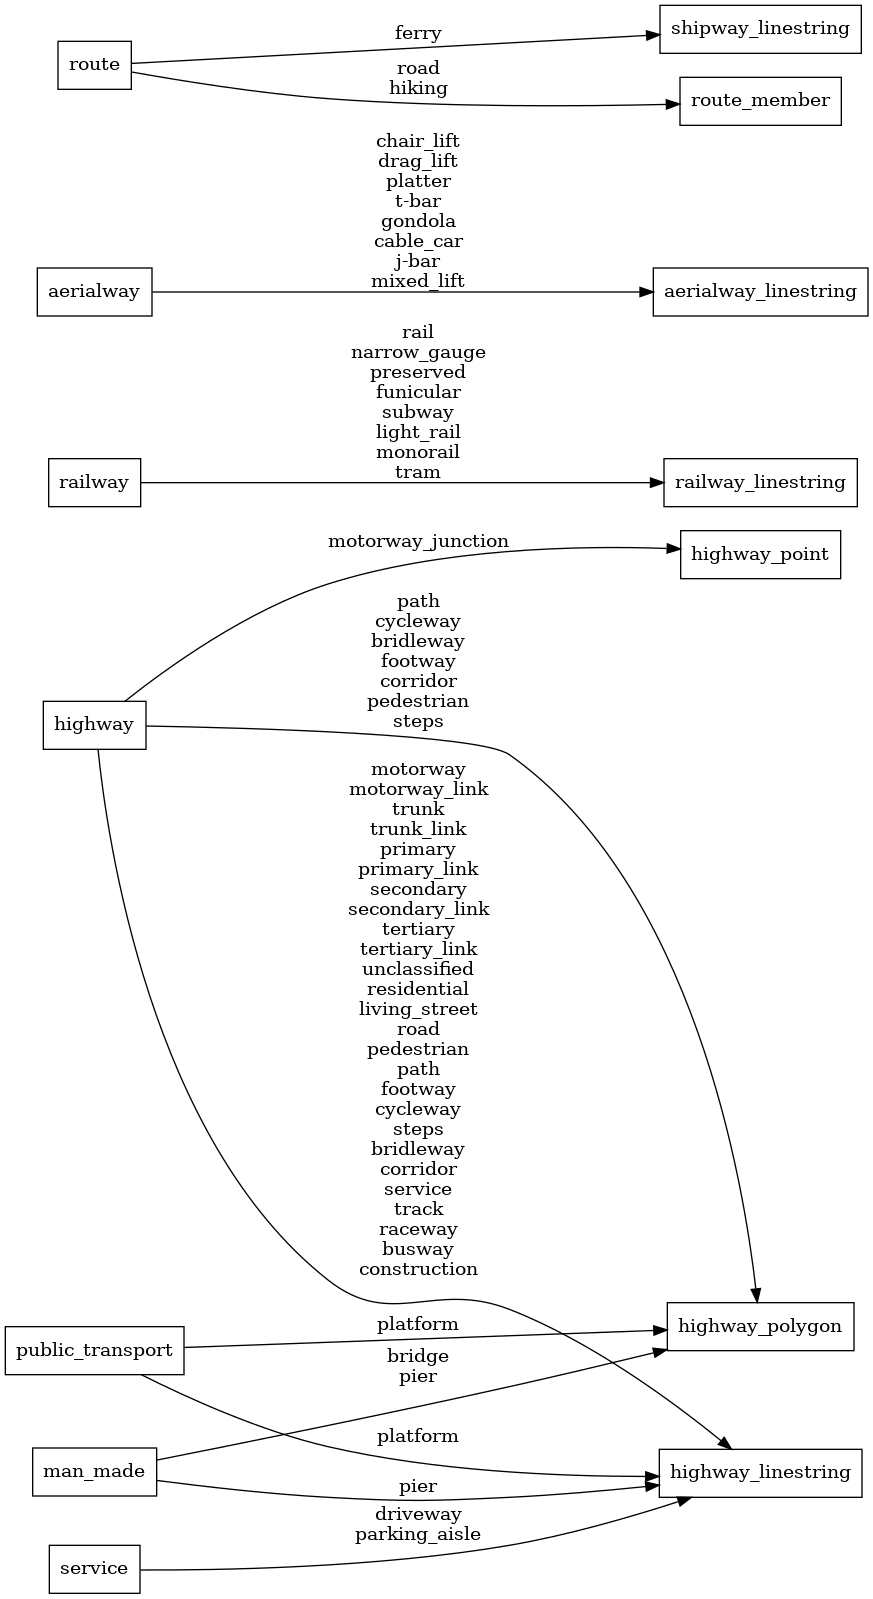 route
ferry
shipway_linestring
road
hiking
route_member
chair_lift
drag_lift
platter
t-bar
gondola
cable_car
j-bar
mixed_lift
aerialway
aerialway_linestring
rail
narrow_gauge
preserved
funicular
subway
light_rail
monorail
tram
railway
railway_linestring
motorway_junction
highway_point
path
cycleway
bridleway
footway
corridor
pedestrian
steps
highway
motorway
motorway_link
trunk
trunk_link
primary
primary_link
secondary
secondary_link
tertiary
tertiary_link
unclassified
residential
living_street
road
pedestrian
path
footway
cycleway
steps
bridleway
corridor
service
track
raceway
busway
construction
public_transport
platform
highway_polygon
bridge
pier
platform
man_made
pier
highway_linestring
driveway
parking_aisle
service